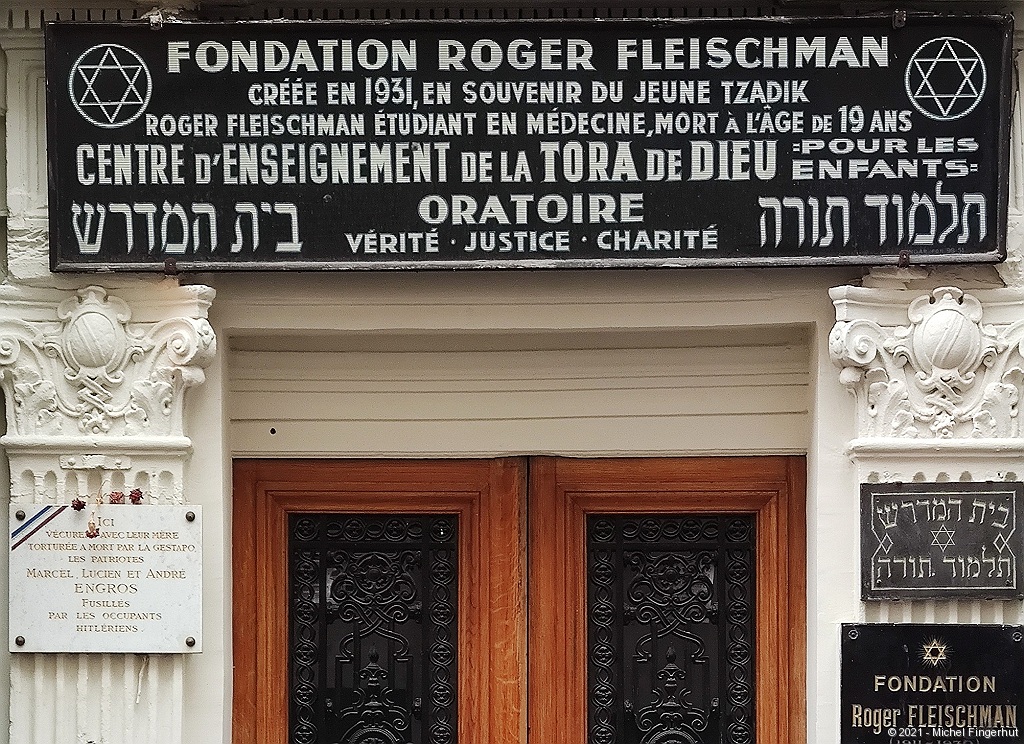 FONDATION ROGER FLEISCHMAN
CRÉÉE EN 1931, EN SOUVENIR DU JEUNE TZADIK
ROGER FLEISCHMAN ÉTUDIANT EN MÉDECINE, MORT À L'ÂGE DE 19 ANS
CENTRE D'ENSEIGNEMENT DE LA TORA DE DIEU =POUR LES ENFANTS=
ORATOIRE
בית המדרש
VÉRITÉ · JUSTICE · CHARITÉ
תלמוד תורה
ICI
VÉCURENT AVEC LEUR MÈRE
TORTURÉE A MORT PAR LA GESTAPO
LES PATRIOTES
MARCEL, LUCIEN ET ANDRÉ
ENGROS
FUSILLÉS
PAR LES OCCUPANTS
HITLÉRIENS
בית המדרש
תלמוד תורה
FONDATION
Roger FLEISCHMAN
© 2021 - Michel Fingerhut